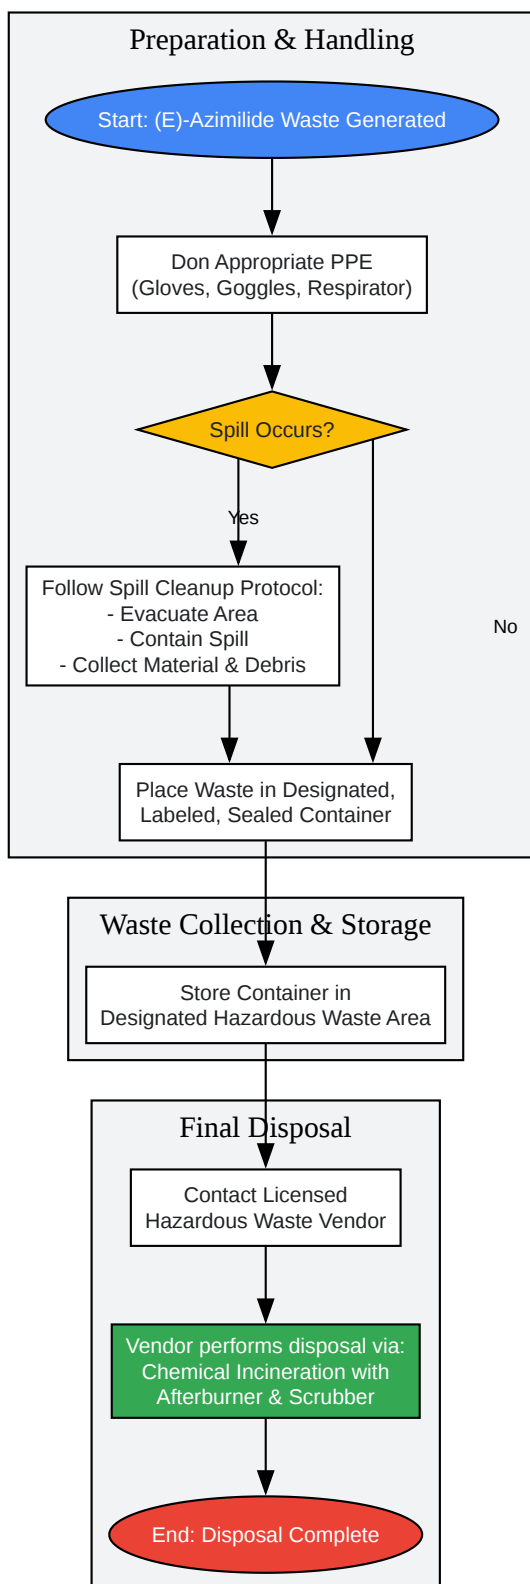 Preparation & Handling
Start: (E)-Azimilide Waste Generated
Don Appropriate PPE
(Gloves, Goggles, Respirator)
Spill Occurs?
Yes
Follow Spill Cleanup Protocol:
- Evacuate Area
- Contain Spill
- Collect Material & Debris
No
Place Waste in Designated,
Labeled, Sealed Container
Waste Collection & Storage
Store Container in
Designated Hazardous Waste Area
Final Disposal
Contact Licensed
Hazardous Waste Vendor
Vendor performs disposal via:
Chemical Incineration with
Afterburner & Scrubber
End: Disposal Complete